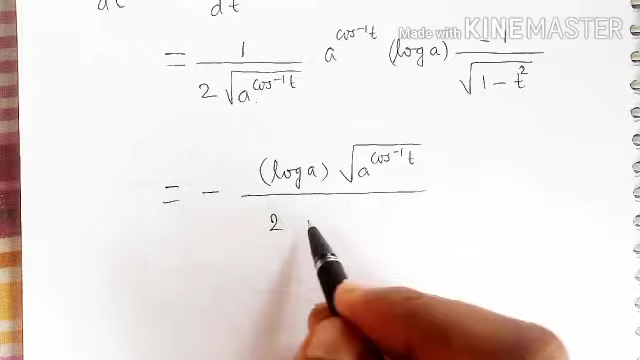 dt dt
Made with KINEMASTER
= 1 / 2 √a^cos⁻¹t a^cos⁻¹t (log a) -1 / √1 - t²
= - (log a) √a^cos⁻¹t / 2